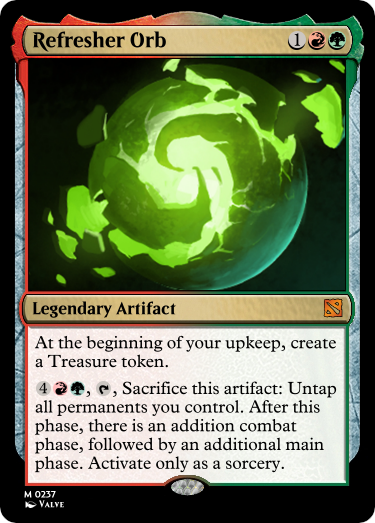 Refresher Orb 1
Legendary Artifact
At the beginning of your upkeep, create
a Treasure token.
4, , Sacrifice this artifact: Untap
all permanents you control. After this
phase, there is an addition combat
phase, followed by an additional main
phase. Activate only as a sorcery.
M 0237
Valve